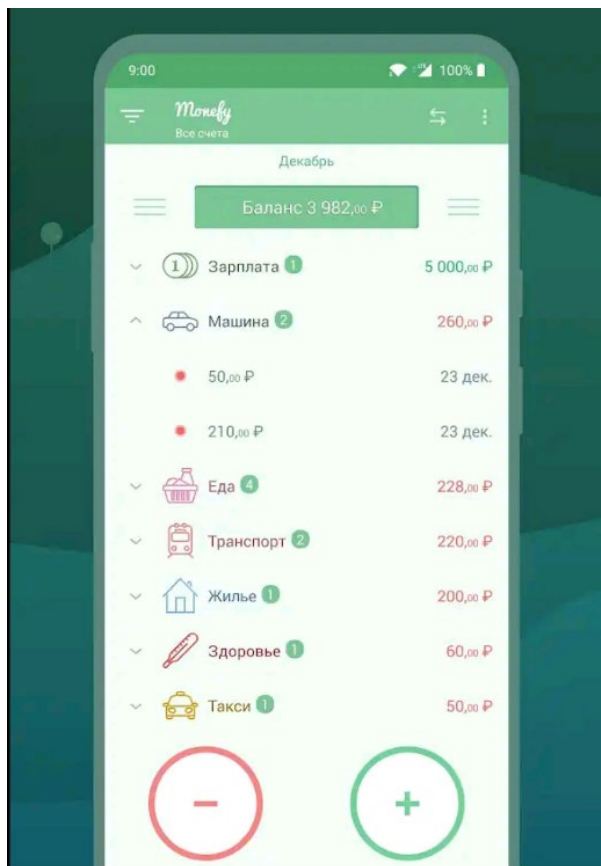 9:00 LTE 100%
Monefy
Все счета
Декабрь
Баланс 3 982,00 ₽
1 Зарплата 1 5 000,00 ₽
Машина 2 260,00 ₽
50,00 ₽ 23 дек.
210,00 ₽ 23 дек.
Еда 4 228,00 ₽
Транспорт 2 220,00 ₽
Жилье 1 200,00 ₽
Здоровье 1 60,00 ₽
Такси 1 50,00 ₽
− +